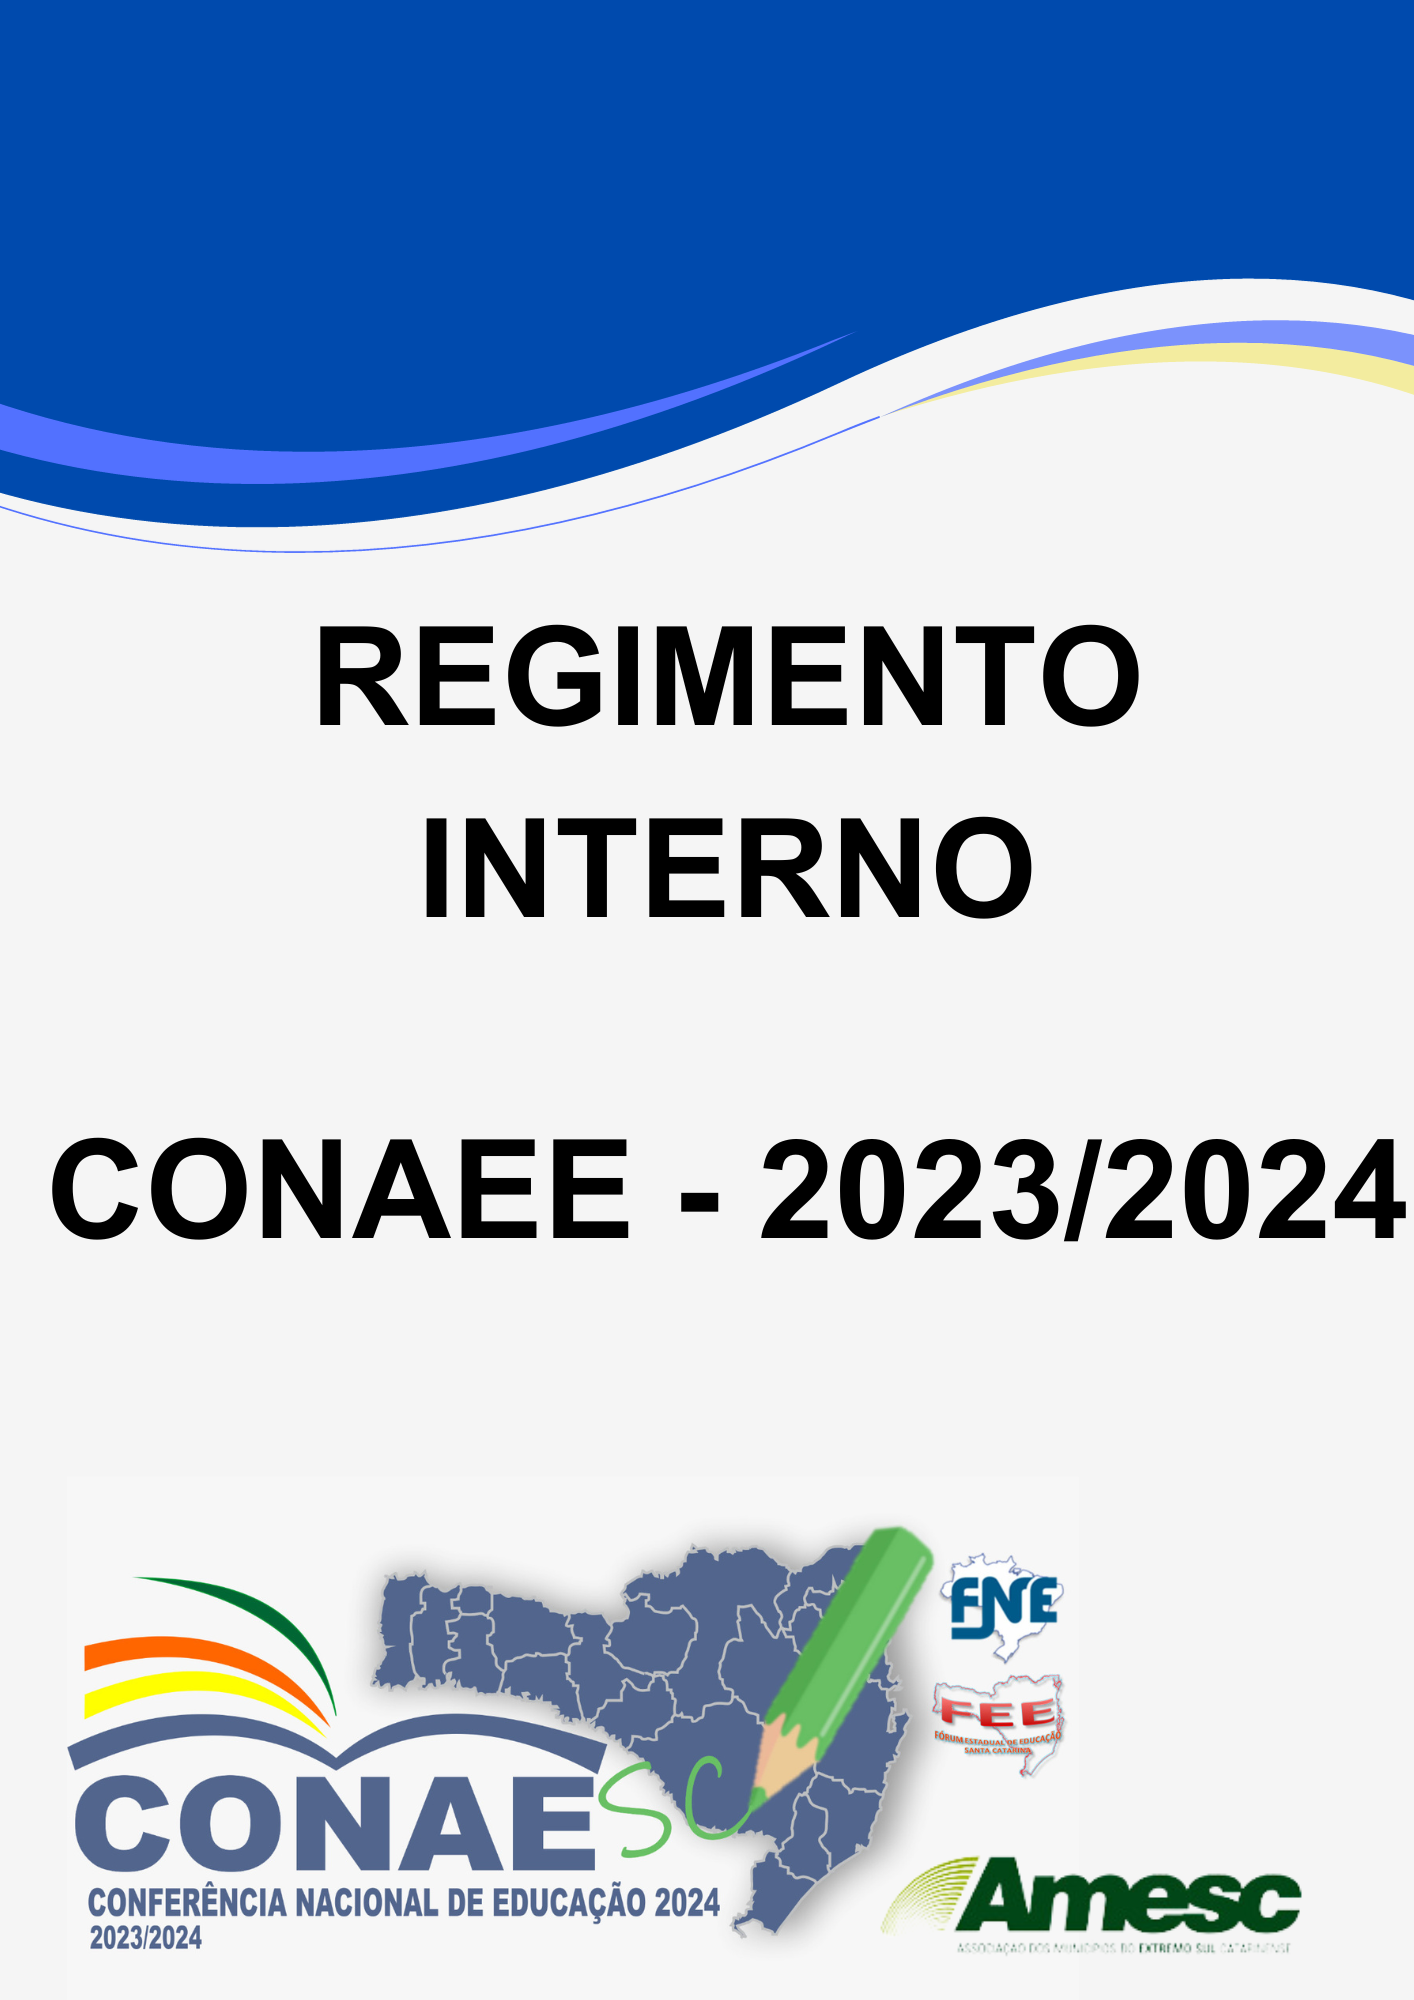 REGIMENTO
INTERNO
CONAEE - 2023/2024
FNE
FEE
FÓRUM ESTADUAL DE EDUCAÇÃO
SANTA CATARINA
CONAESC
CONFERÊNCIA NACIONAL DE EDUCAÇÃO 2024
2023/2024
Amesc
ASSOCIAÇÃO DOS MUNICÍPIOS DO EXTREMO SUL CATARINENSE